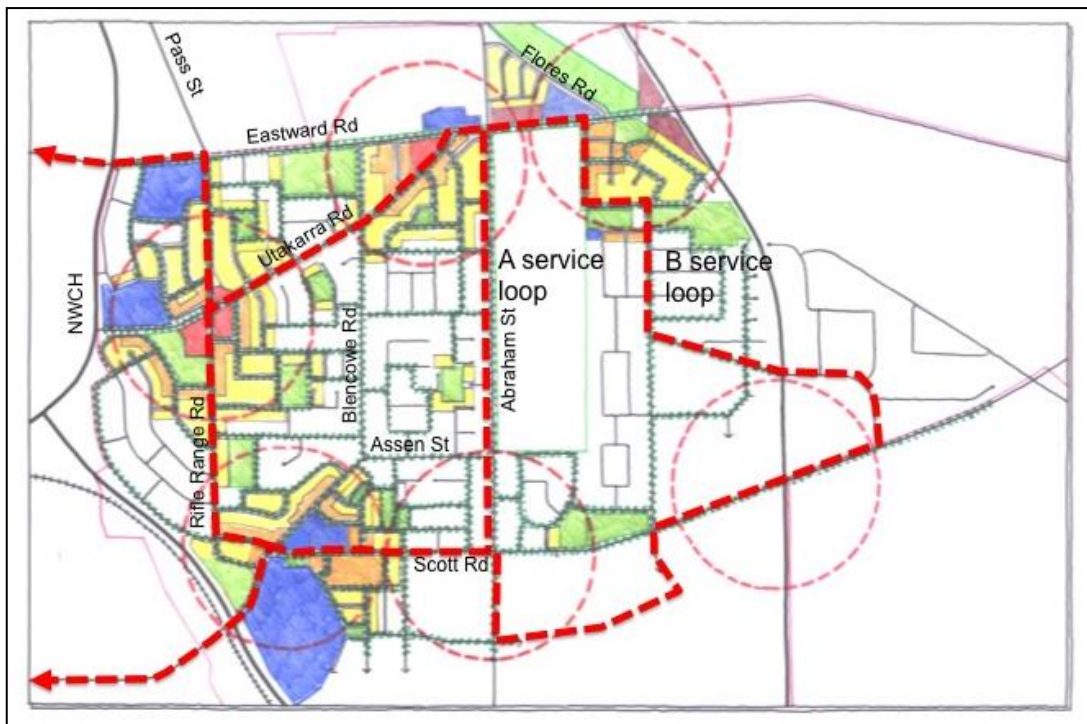 Pass St
Flores Rd
Eastward Rd
Utakarra Rd
A service
loop
B service
loop
NWCH
Blencowe Rd
Abraham St
Rifle Range Rd
Assen St
Scott Rd